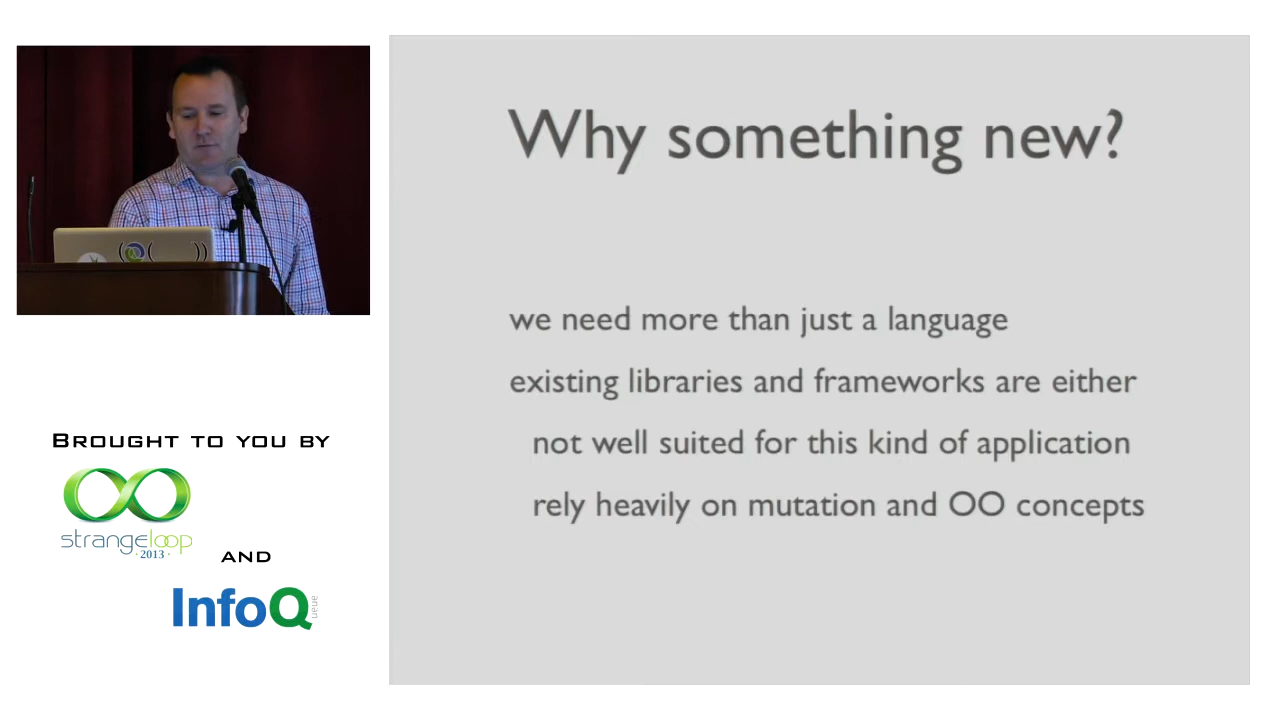 Why something new?
we need more than just a language
existing libraries and frameworks are either
not well suited for this kind of application
rely heavily on mutation and OO concepts
BROUGHT TO YOU BY
strangeloop
· 2013 ·
AND
InfoQ
ueue